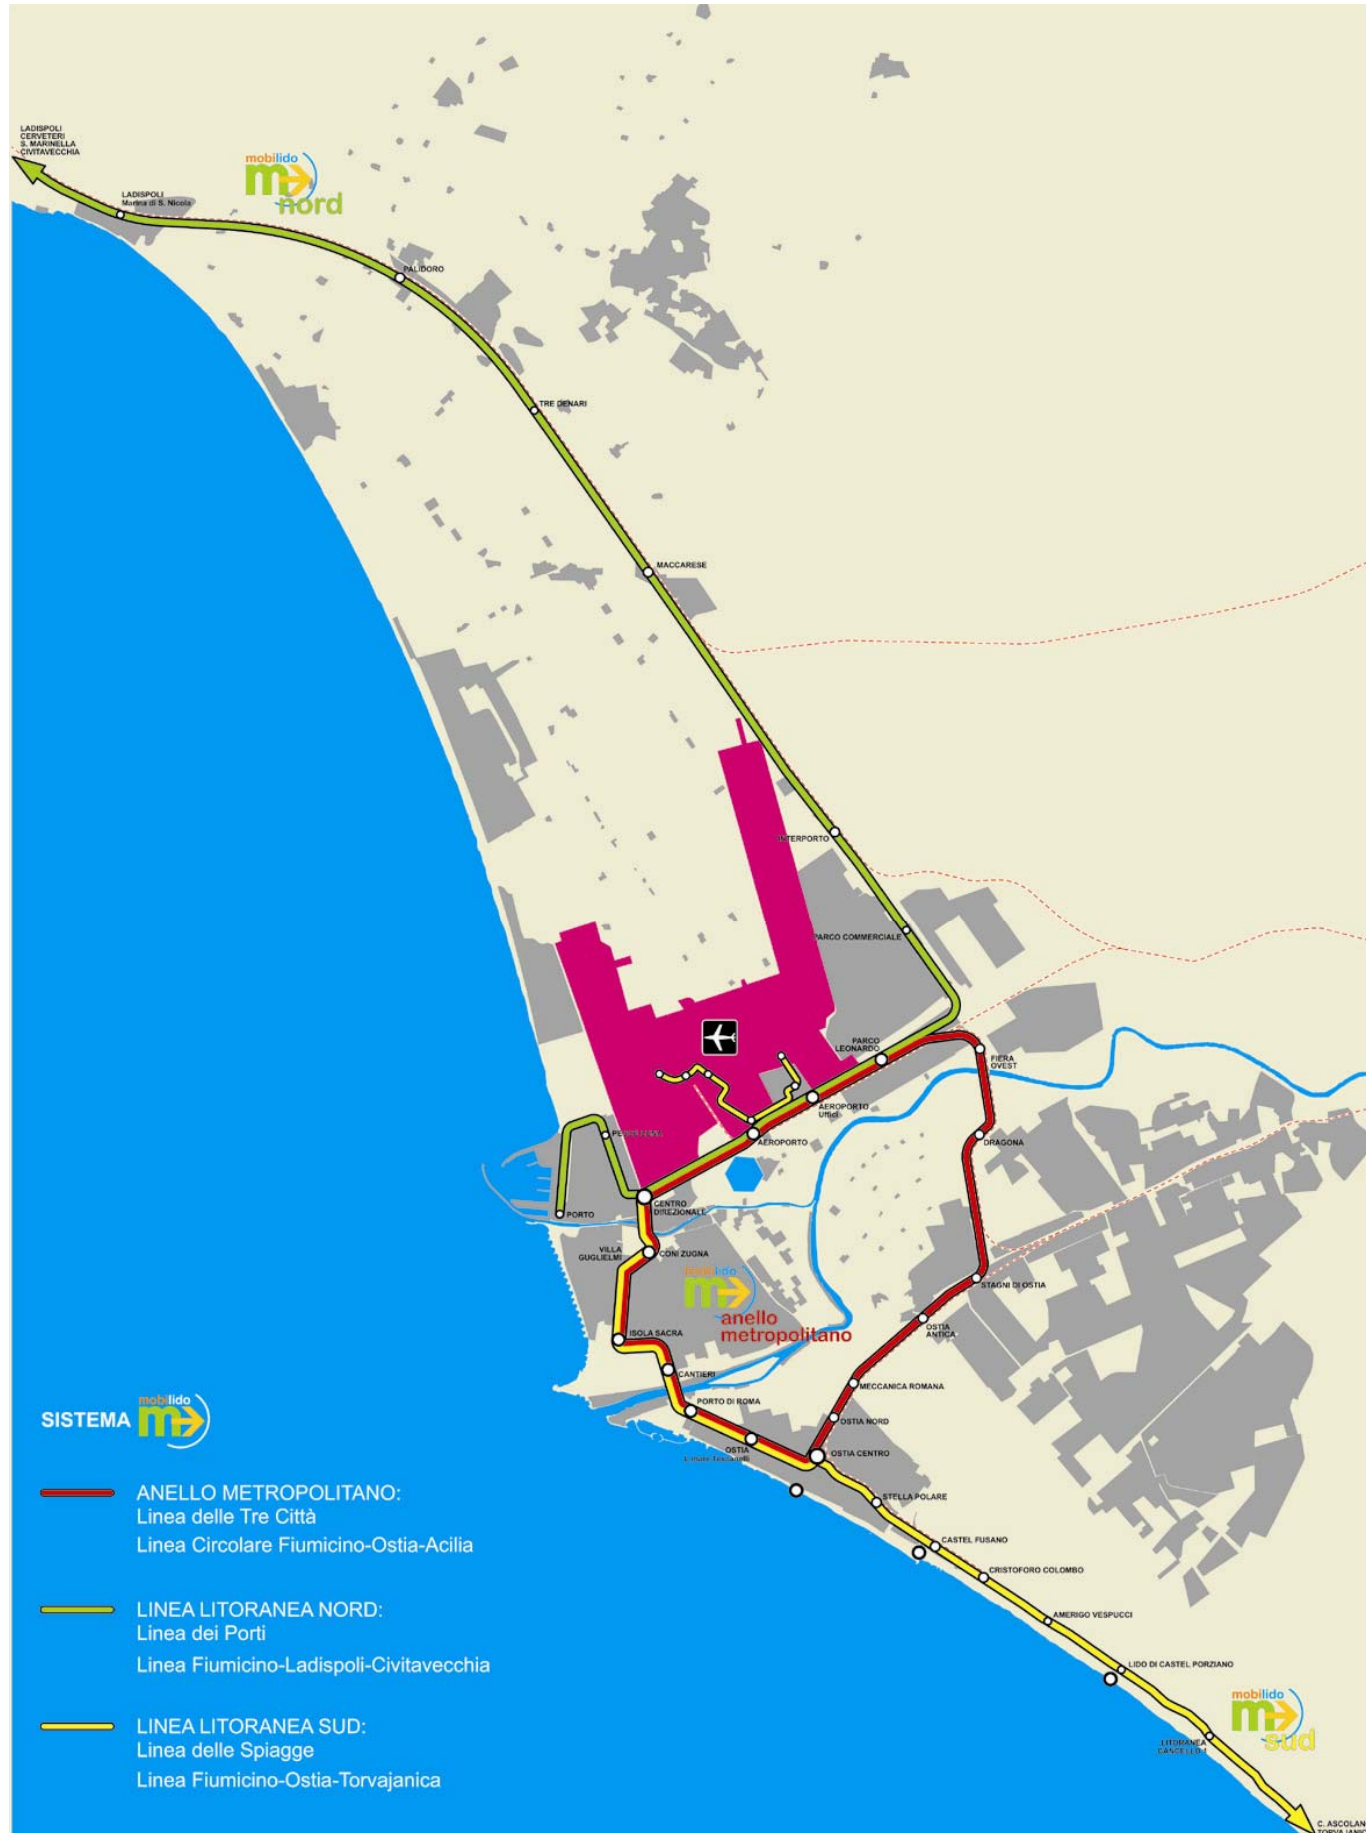 LADISPOLI
CERVETERI
S. MARINELLA
CIVITAVECCHIA
mobilido
m
nord
LADISPOLI
Marina di S. Nicola
PALIDORO
TRE DENARI
MACCARESE
INTERPORTO
PARCO COMMERCIALE
PARCO
LEONARDO
FIERA
OVEST
AEROPORTO
Uffici
AEROPORTO
DRAGONA
PORTO
CENTRO
DIREZIONALE
VILLA
GUGLIELMI
CONI ZUGNA
mobilido
m
anello
metropolitano
STAGNI DI OSTIA
OSTIA
ANTICA
ISOLA SACRA
CANTIERI
MECCANICA ROMANA
PORTO DI ROMA
OSTIA NORD
OSTIA
OSTIA CENTRO
STELLA POLARE
CASTEL FUSANO
CRISTOFORO COLOMBO
AMERIGO VESPUCCI
LIDO DI CASTEL PORZIANO
mobilido
m
sud
LITORANEA
CANCELLO 1
C. ASCOLAN
SISTEMA
mobilido
m
ANELLO METROPOLITANO:
Linea delle Tre Città
Linea Circolare Fiumicino-Ostia-Acilia
LINEA LITORANEA NORD:
Linea dei Porti
Linea Fiumicino-Ladispoli-Civitavecchia
LINEA LITORANEA SUD:
Linea delle Spiagge
Linea Fiumicino-Ostia-Torvajanica